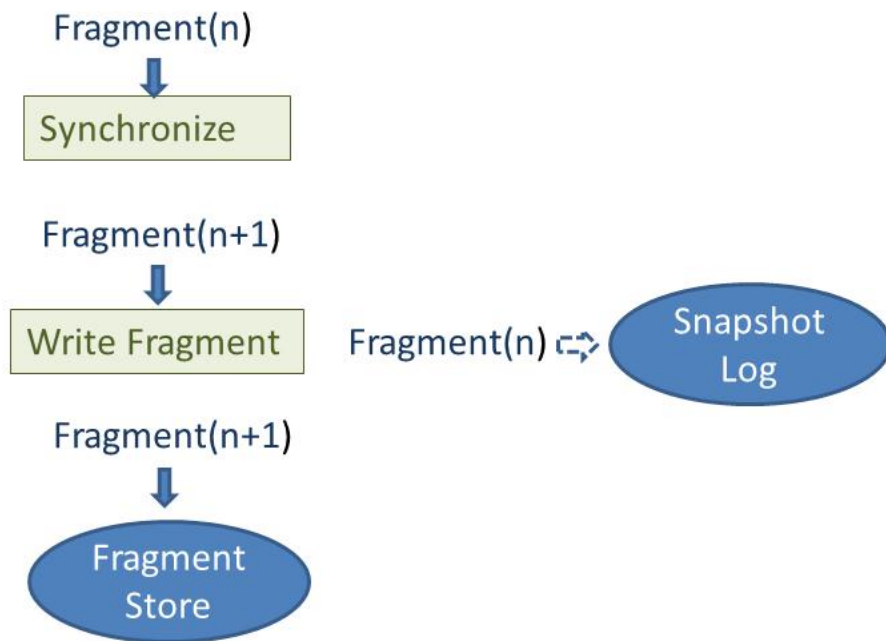 Fragment(n)
Synchronize
Fragment(n+1)
Write Fragment
Fragment(n)
Snapshot
Log
Fragment(n+1)
Fragment
Store